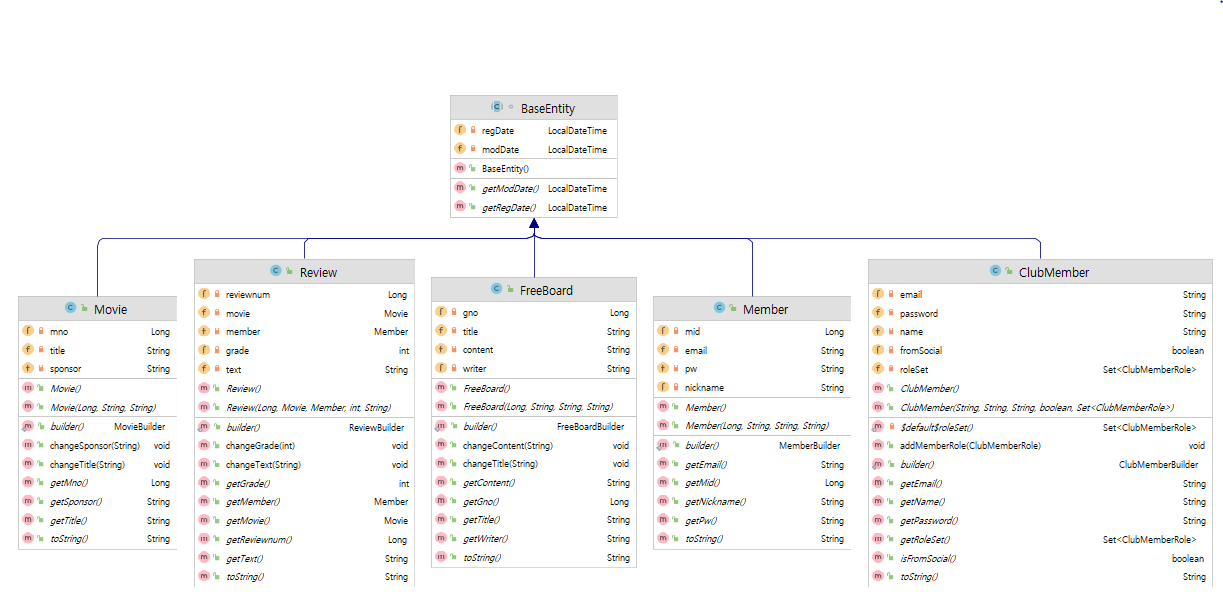 BaseEntity
regDate LocalDateTime
modDate LocalDateTime
BaseEntity()
getModDate() LocalDateTime
getRegDate() LocalDateTime
Movie
mno Long
title String
sponsor String
Movie()
Movie(Long, String, String)
builder() MovieBuilder
changeSponsor(String) void
changeTitle(String) void
getMno() Long
getSponsor() String
getTitle() String
toString() String
Review
reviewnum Long
movie Movie
member Member
grade int
text String
Review()
Review(Long, Movie, Member, int, String)
builder() ReviewBuilder
changeGrade(int) void
changeText(String) void
getGrade() int
getMember() Member
getMovie() Movie
getReviewnum() Long
getText() String
toString() String
FreeBoard
gno Long
title String
content String
writer String
FreeBoard()
FreeBoard(Long, String, String, String)
builder() FreeBoardBuilder
changeContent(String) void
changeTitle(String) void
getContent() String
getGno() Long
getTitle() String
getWriter() String
toString() String
Member
mid Long
email String
pw String
nickname String
Member()
Member(Long, String, String, String)
builder() MemberBuilder
getEmail() String
getMid() Long
getNickname() String
getPw() String
toString() String
ClubMember
email String
password String
name String
fromSocial boolean
roleSet Set<ClubMemberRole>
ClubMember()
ClubMember(String, String, String, boolean, Set<ClubMemberRole>)
$default$roleSet() Set<ClubMemberRole>
addMemberRole(ClubMemberRole) void
builder() ClubMemberBuilder
getEmail() String
getName() String
getPassword() String
getRoleSet() Set<ClubMemberRole>
isFromSocial() boolean
toString() String